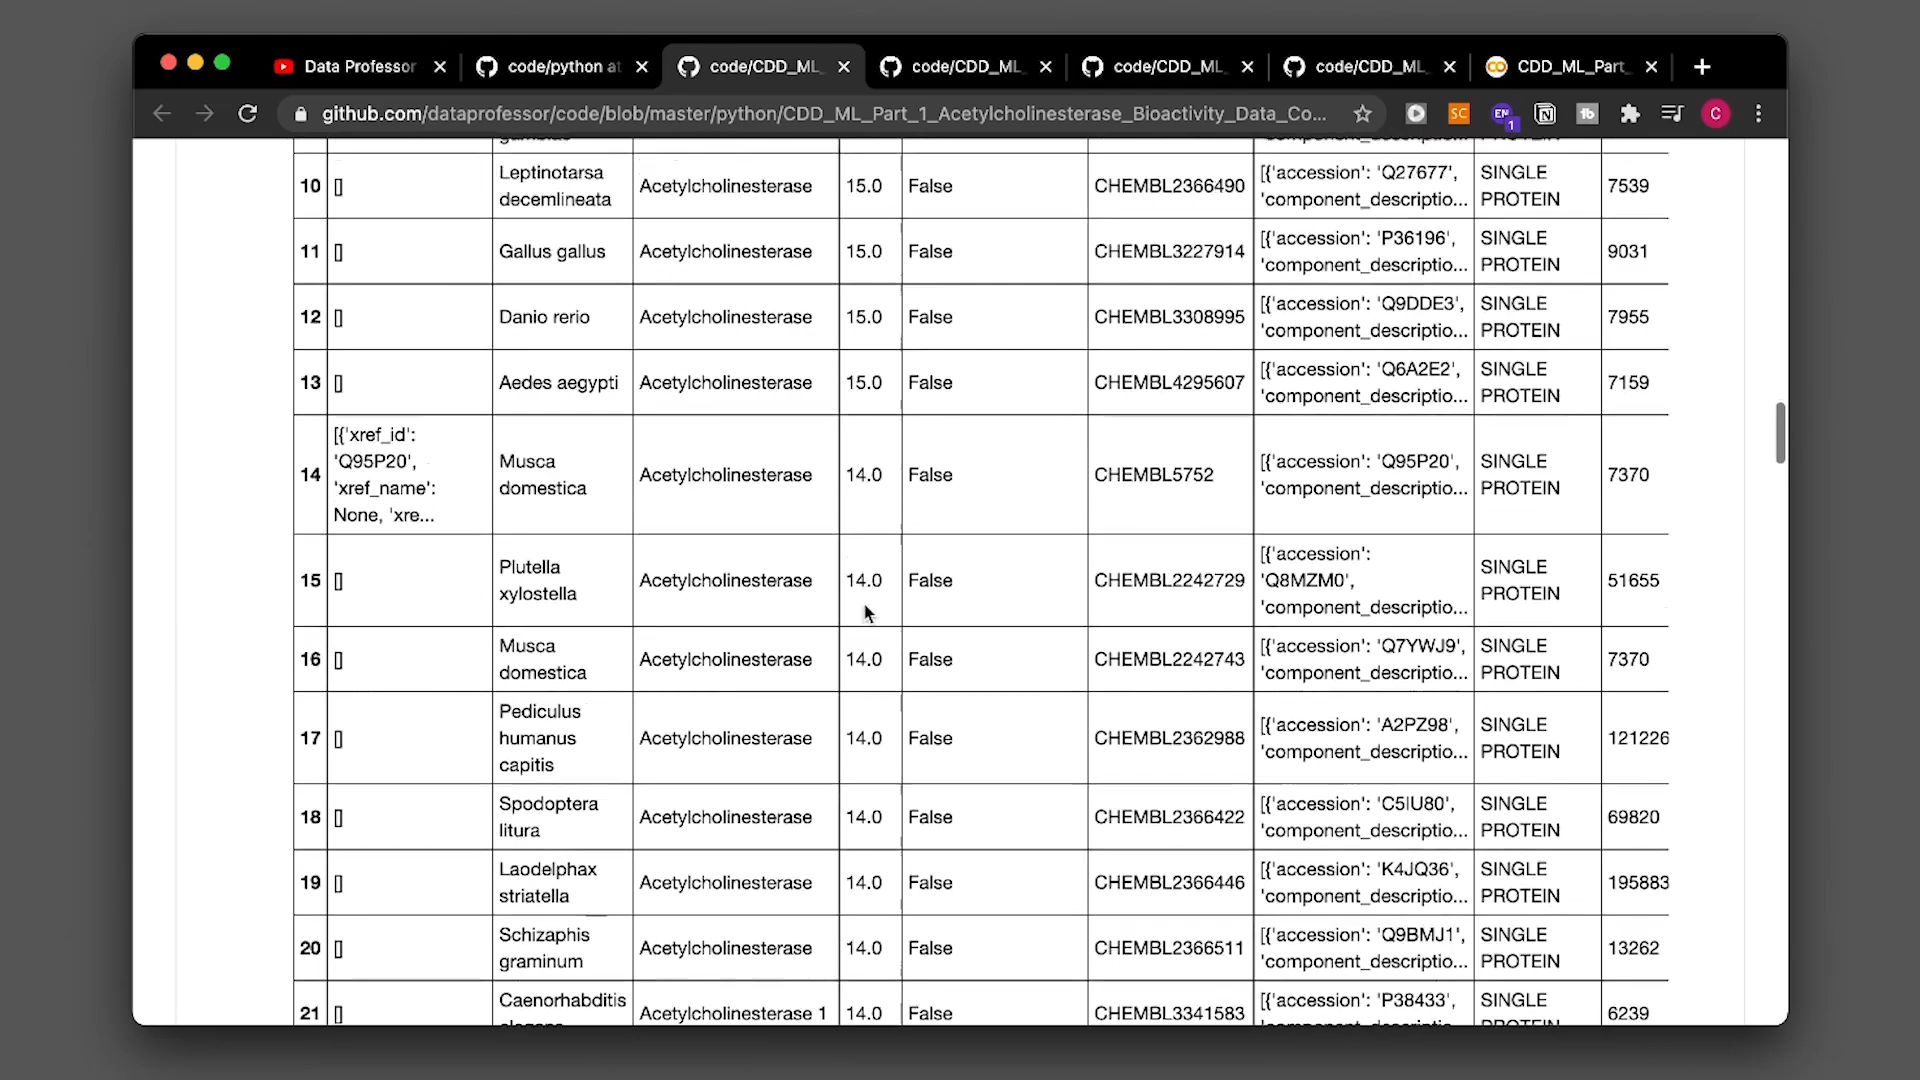 Data Professor
code/python at
code/CDD_ML_
code/CDD_ML_
code/CDD_ML_
code/CDD_ML_
CDD_ML_Part_
github.com/dataprofessor/code/blob/master/python/CDD_ML_Part_1_Acetylcholinesterase_Bioactivity_Data_Co...
SC
EN
1
tb
C
10 [] Leptinotarsa decemlineata Acetylcholinesterase 15.0 False CHEMBL2366490 [{'accession': 'Q27677', 'component_descriptio... SINGLE PROTEIN 7539
11 [] Gallus gallus Acetylcholinesterase 15.0 False CHEMBL3227914 [{'accession': 'P36196', 'component_descriptio... SINGLE PROTEIN 9031
12 [] Danio rerio Acetylcholinesterase 15.0 False CHEMBL3308995 [{'accession': 'Q9DDE3', 'component_descriptio... SINGLE PROTEIN 7955
13 [] Aedes aegypti Acetylcholinesterase 15.0 False CHEMBL4295607 [{'accession': 'Q6A2E2', 'component_descriptio... SINGLE PROTEIN 7159
14 [{'xref_id': 'Q95P20', 'xref_name': None, 'xre... Musca domestica Acetylcholinesterase 14.0 False CHEMBL5752 [{'accession': 'Q95P20', 'component_descriptio... SINGLE PROTEIN 7370
15 [] Plutella xylostella Acetylcholinesterase 14.0 False CHEMBL2242729 [{'accession': 'Q8MZM0', 'component_descriptio... SINGLE PROTEIN 51655
16 [] Musca domestica Acetylcholinesterase 14.0 False CHEMBL2242743 [{'accession': 'Q7YWJ9', 'component_descriptio... SINGLE PROTEIN 7370
17 [] Pediculus humanus capitis Acetylcholinesterase 14.0 False CHEMBL2362988 [{'accession': 'A2PZ98', 'component_descriptio... SINGLE PROTEIN 121226
18 [] Spodoptera litura Acetylcholinesterase 14.0 False CHEMBL2366422 [{'accession': 'C5IU80', 'component_descriptio... SINGLE PROTEIN 69820
19 [] Laodelphax striatella Acetylcholinesterase 14.0 False CHEMBL2366446 [{'accession': 'K4JQ36', 'component_descriptio... SINGLE PROTEIN 195883
20 [] Schizaphis graminum Acetylcholinesterase 14.0 False CHEMBL2366511 [{'accession': 'Q9BMJ1', 'component_descriptio... SINGLE PROTEIN 13262
21 [] Caenorhabditis Acetylcholinesterase 1 14.0 False CHEMBL3341583 [{'accession': 'P38433', SINGLE 6239